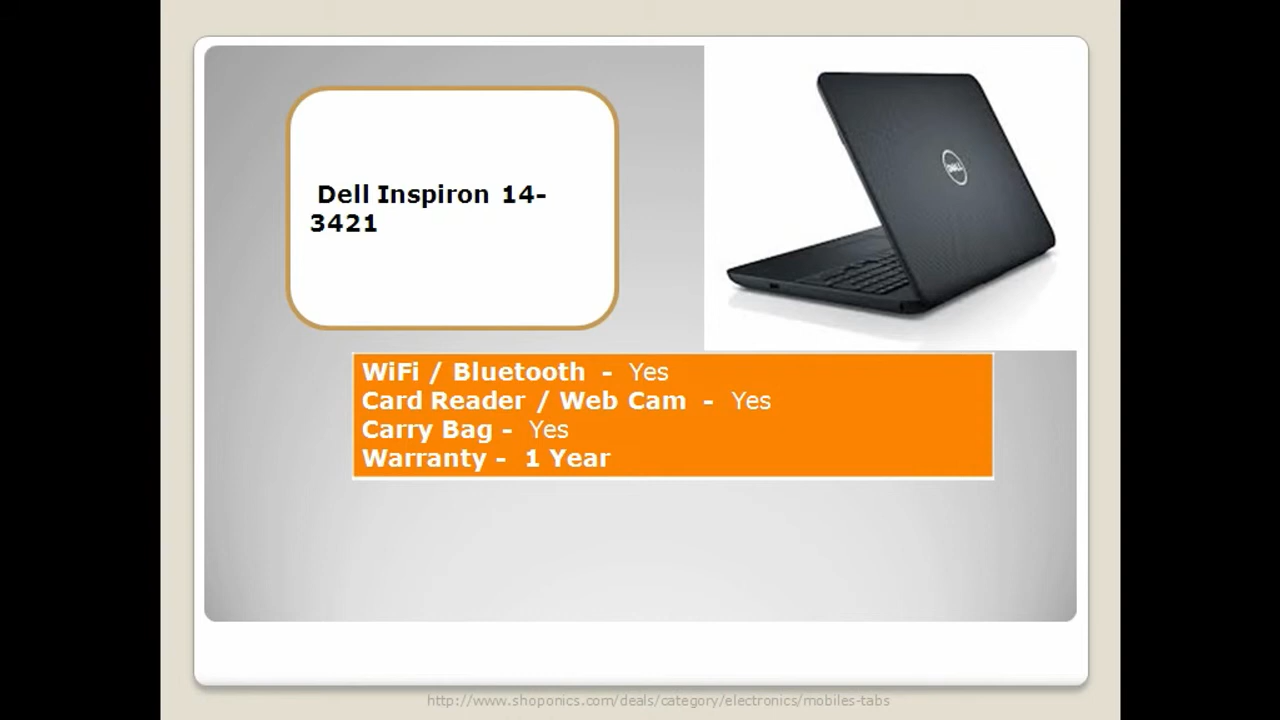 Dell Inspiron 14-
3421
DELL
WiFi / Bluetooth - Yes
Card Reader / Web Cam - Yes
Carry Bag - Yes
Warranty - 1 Year
http://www.shoponics.com/deals/category/electronics/mobiles-tabs